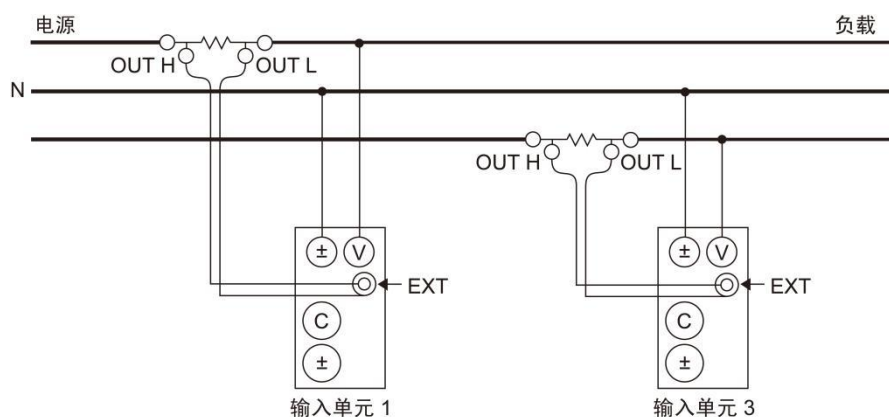 电源 负载
OUT H OUT L
N
OUT H OUT L
± V ± V
EXT EXT
C C
± ±
输入单元 1 输入单元 3